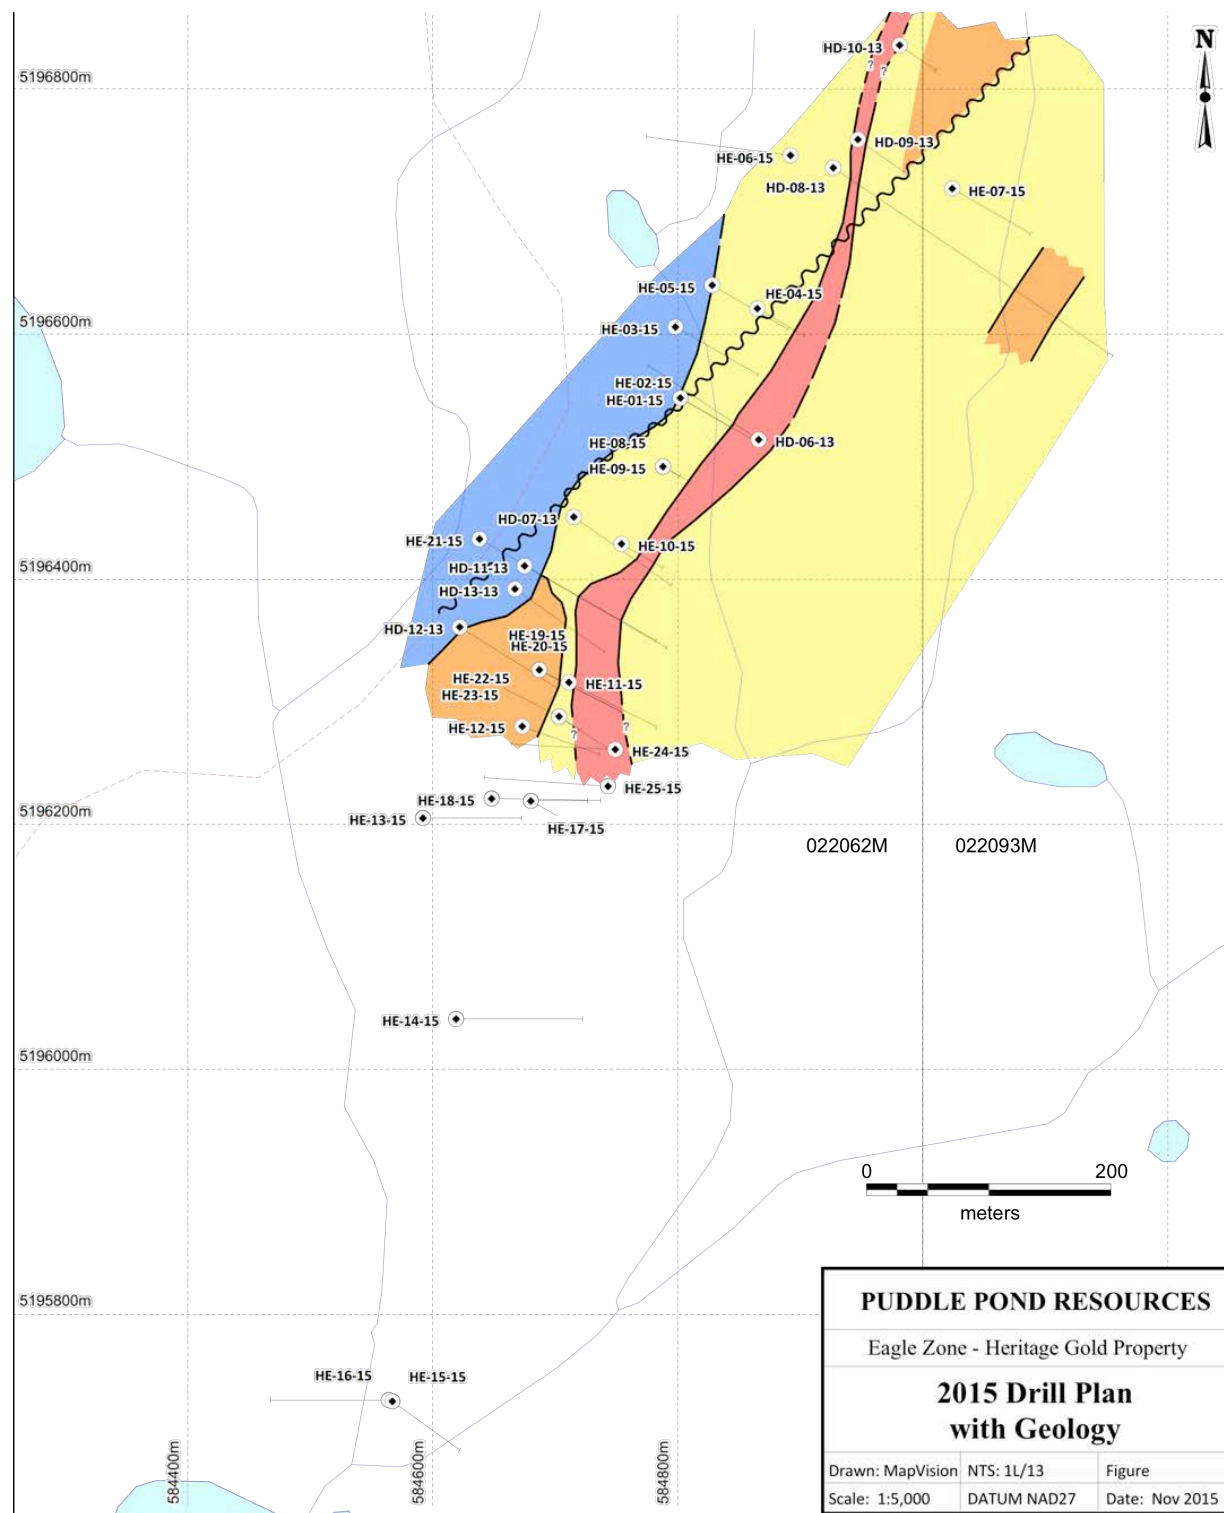 N
HD-10-13
?
?
5196800m
HD-09-13
HE-06-15
HD-08-13
HE-07-15
HE-05-15
HE-04-15
5196600m
HE-03-15
HE-02-15
HE-01-15
HE-08-15
HD-06-13
HE-09-15
HD-07-13
HE-21-15
HE-10-15
HD-11-13
5196400m
HD-13-13
HD-12-13
HE-19-15
HE-20-15
HE-22-15
HE-11-15
HE-23-15
HE-12-15
?
?
HE-24-15
HE-25-15
HE-18-15
HE-13-15
HE-17-15
5196200m
022062M
022093M
HE-14-15
5196000m
0
200
meters
5195800m
HE-16-15
HE-15-15
584400m
584600m
584800m
PUDDLE POND RESOURCES
Eagle Zone - Heritage Gold Property
2015 Drill Plan
with Geology
Drawn: MapVision NTS: 1L/13 Figure
Scale: 1:5,000 DATUM NAD27 Date: Nov 2015